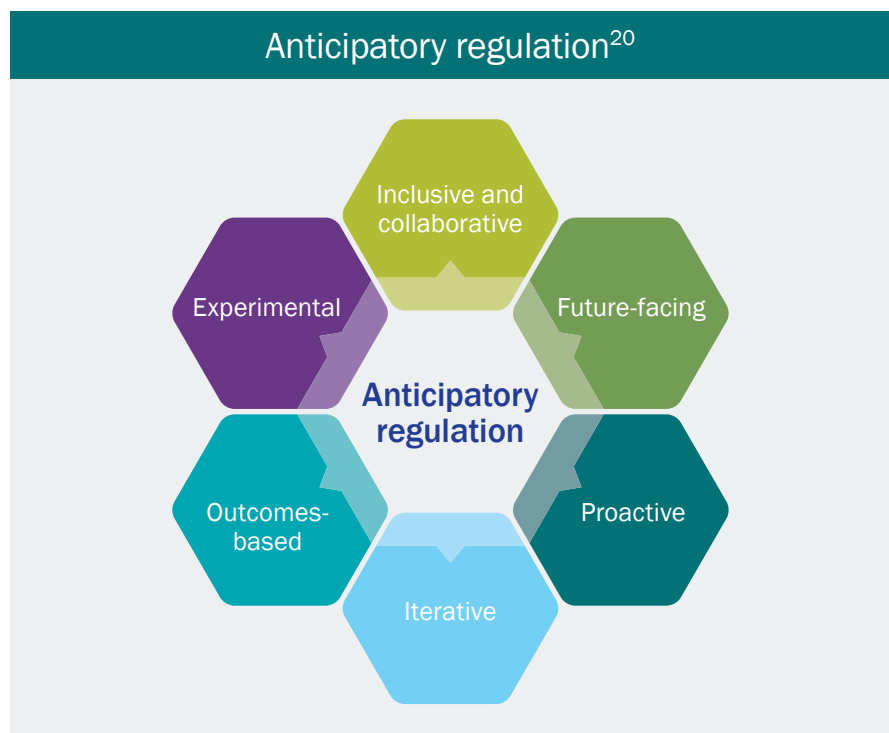 Anticipatory regulation20
Inclusive and
collaborative
Future-facing
Proactive
Iterative
Outcomes-
based
Experimental
Anticipatory
regulation